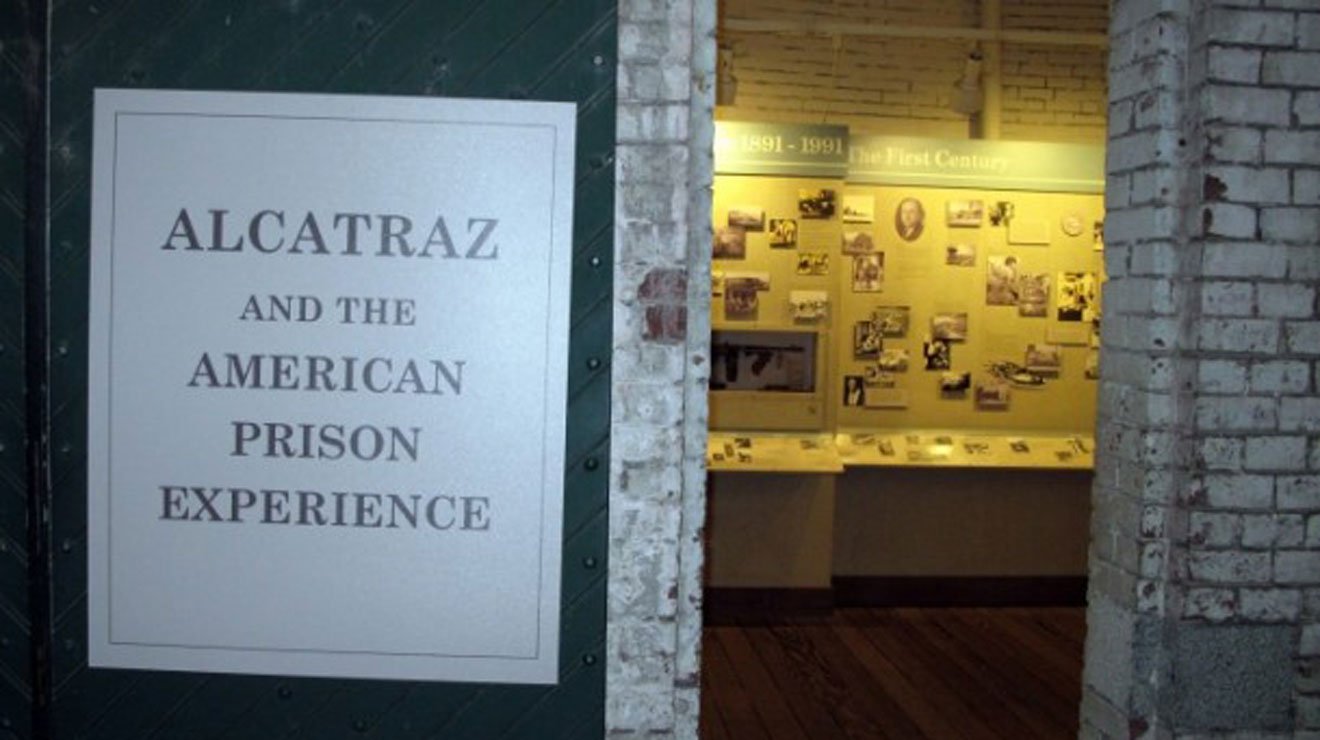 ALCATRAZ
AND THE
AMERICAN
PRISON
EXPERIENCE
1891 - 1991
The First Century